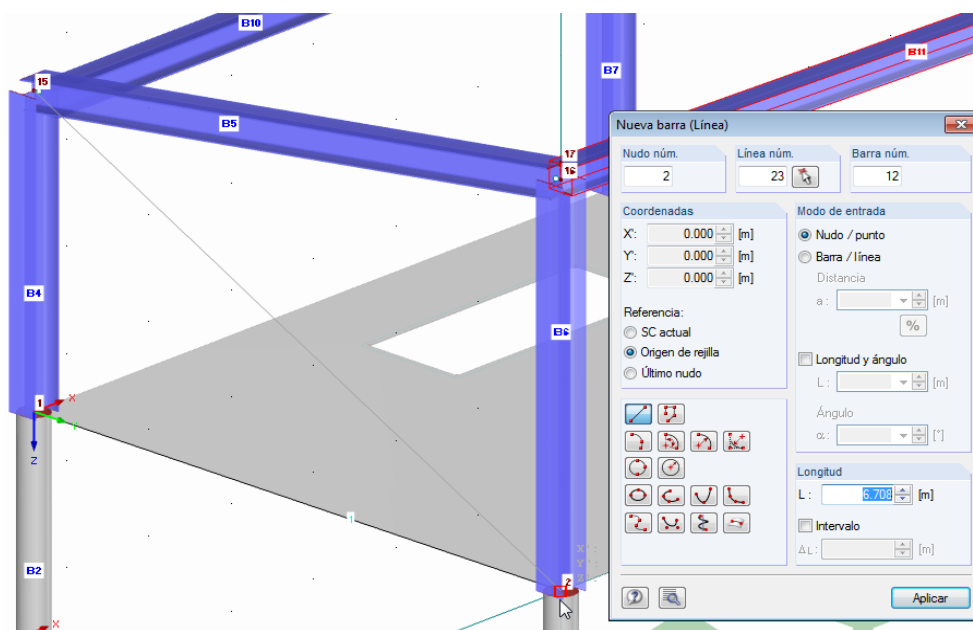 B10
B11
15
B7
B5
17
16
B4
B6
1
X
Y
Z
1
2
X':
Y':
B2
X
Nueva barra (Línea)
Nudo núm.
Línea núm.
Barra núm.
2
23
12
Coordenadas
X': 0.000 [m]
Y': 0.000 [m]
Z': 0.000 [m]
Referencia:
SC actual
Origen de rejilla
Último nudo
Modo de entrada
Nudo / punto
Barra / línea
Distancia
a : [m]
%
Longitud y ángulo
L : [m]
Ángulo
α : [°]
Longitud
L : 6.708 [m]
Intervalo
ΔL : [m]
Aplicar